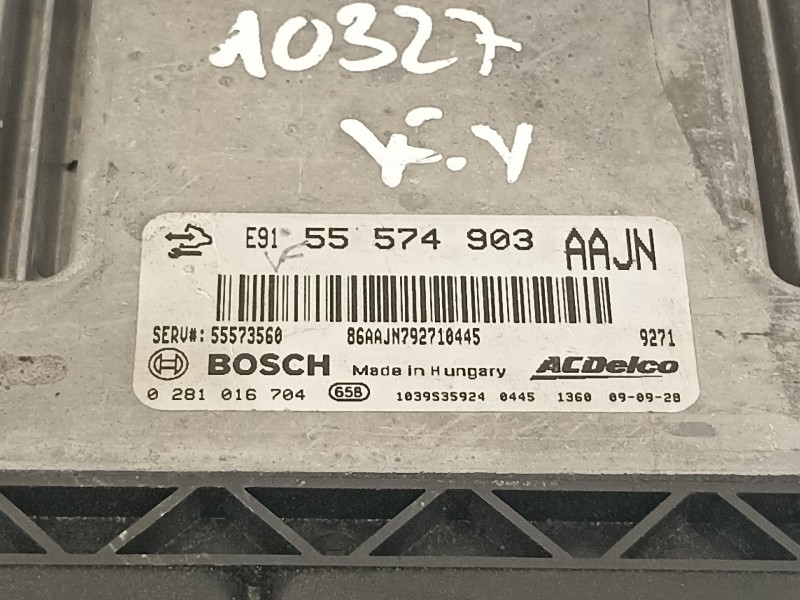 A0327
V.F.V
E91 55 574 903 AAJN
SERV#: 55573560 86AAJN792710445 9271
BOSCH Made in Hungary ACDelco
0 281 016 704 658 1039S35924 0445 1360 09-09-28